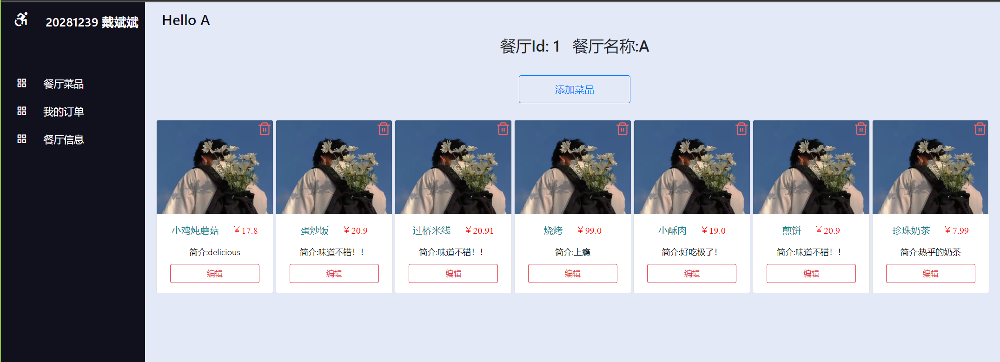 20281239 戴斌斌
餐厅菜品
我的订单
餐厅信息
Hello A
餐厅Id: 1 餐厅名称:A
添加菜品
小鸡炖蘑菇 ￥17.8
简介:delicious
编辑
蛋炒饭 ￥20.9
简介:味道不错！！
编辑
过桥米线 ￥20.91
简介:味道不错！！
编辑
烧烤 ￥99.0
简介:上瘾
编辑
小酥肉 ￥19.0
简介:好吃极了！
编辑
煎饼 ￥20.9
简介:味道不错！！
编辑
珍珠奶茶 ￥7.99
简介:热乎的奶茶
编辑